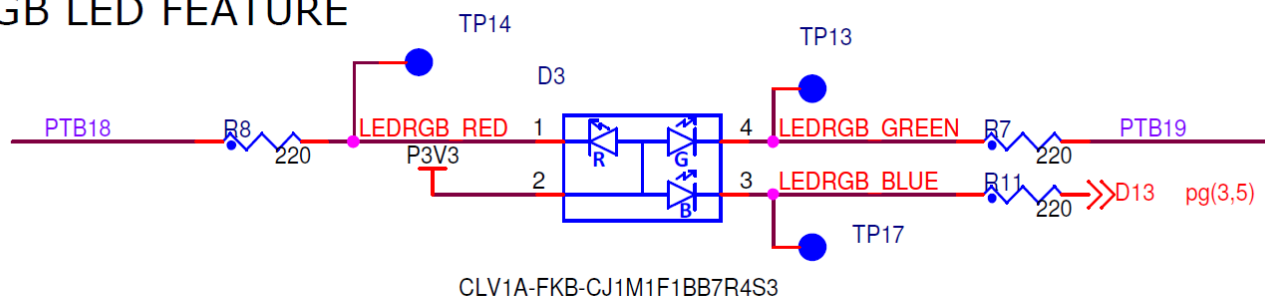 GB LED FEATURE
TP14
TP13
D3
PTB18
R8
220
LEDRGB_RED
1
4
LEDRGB_GREEN
R7
220
PTB19
P3V3
R
G
2
3
LEDRGB_BLUE
R11
220
D13
pg(3,5)
B
TP17
CLV1A-FKB-CJ1M1F1BB7R4S3